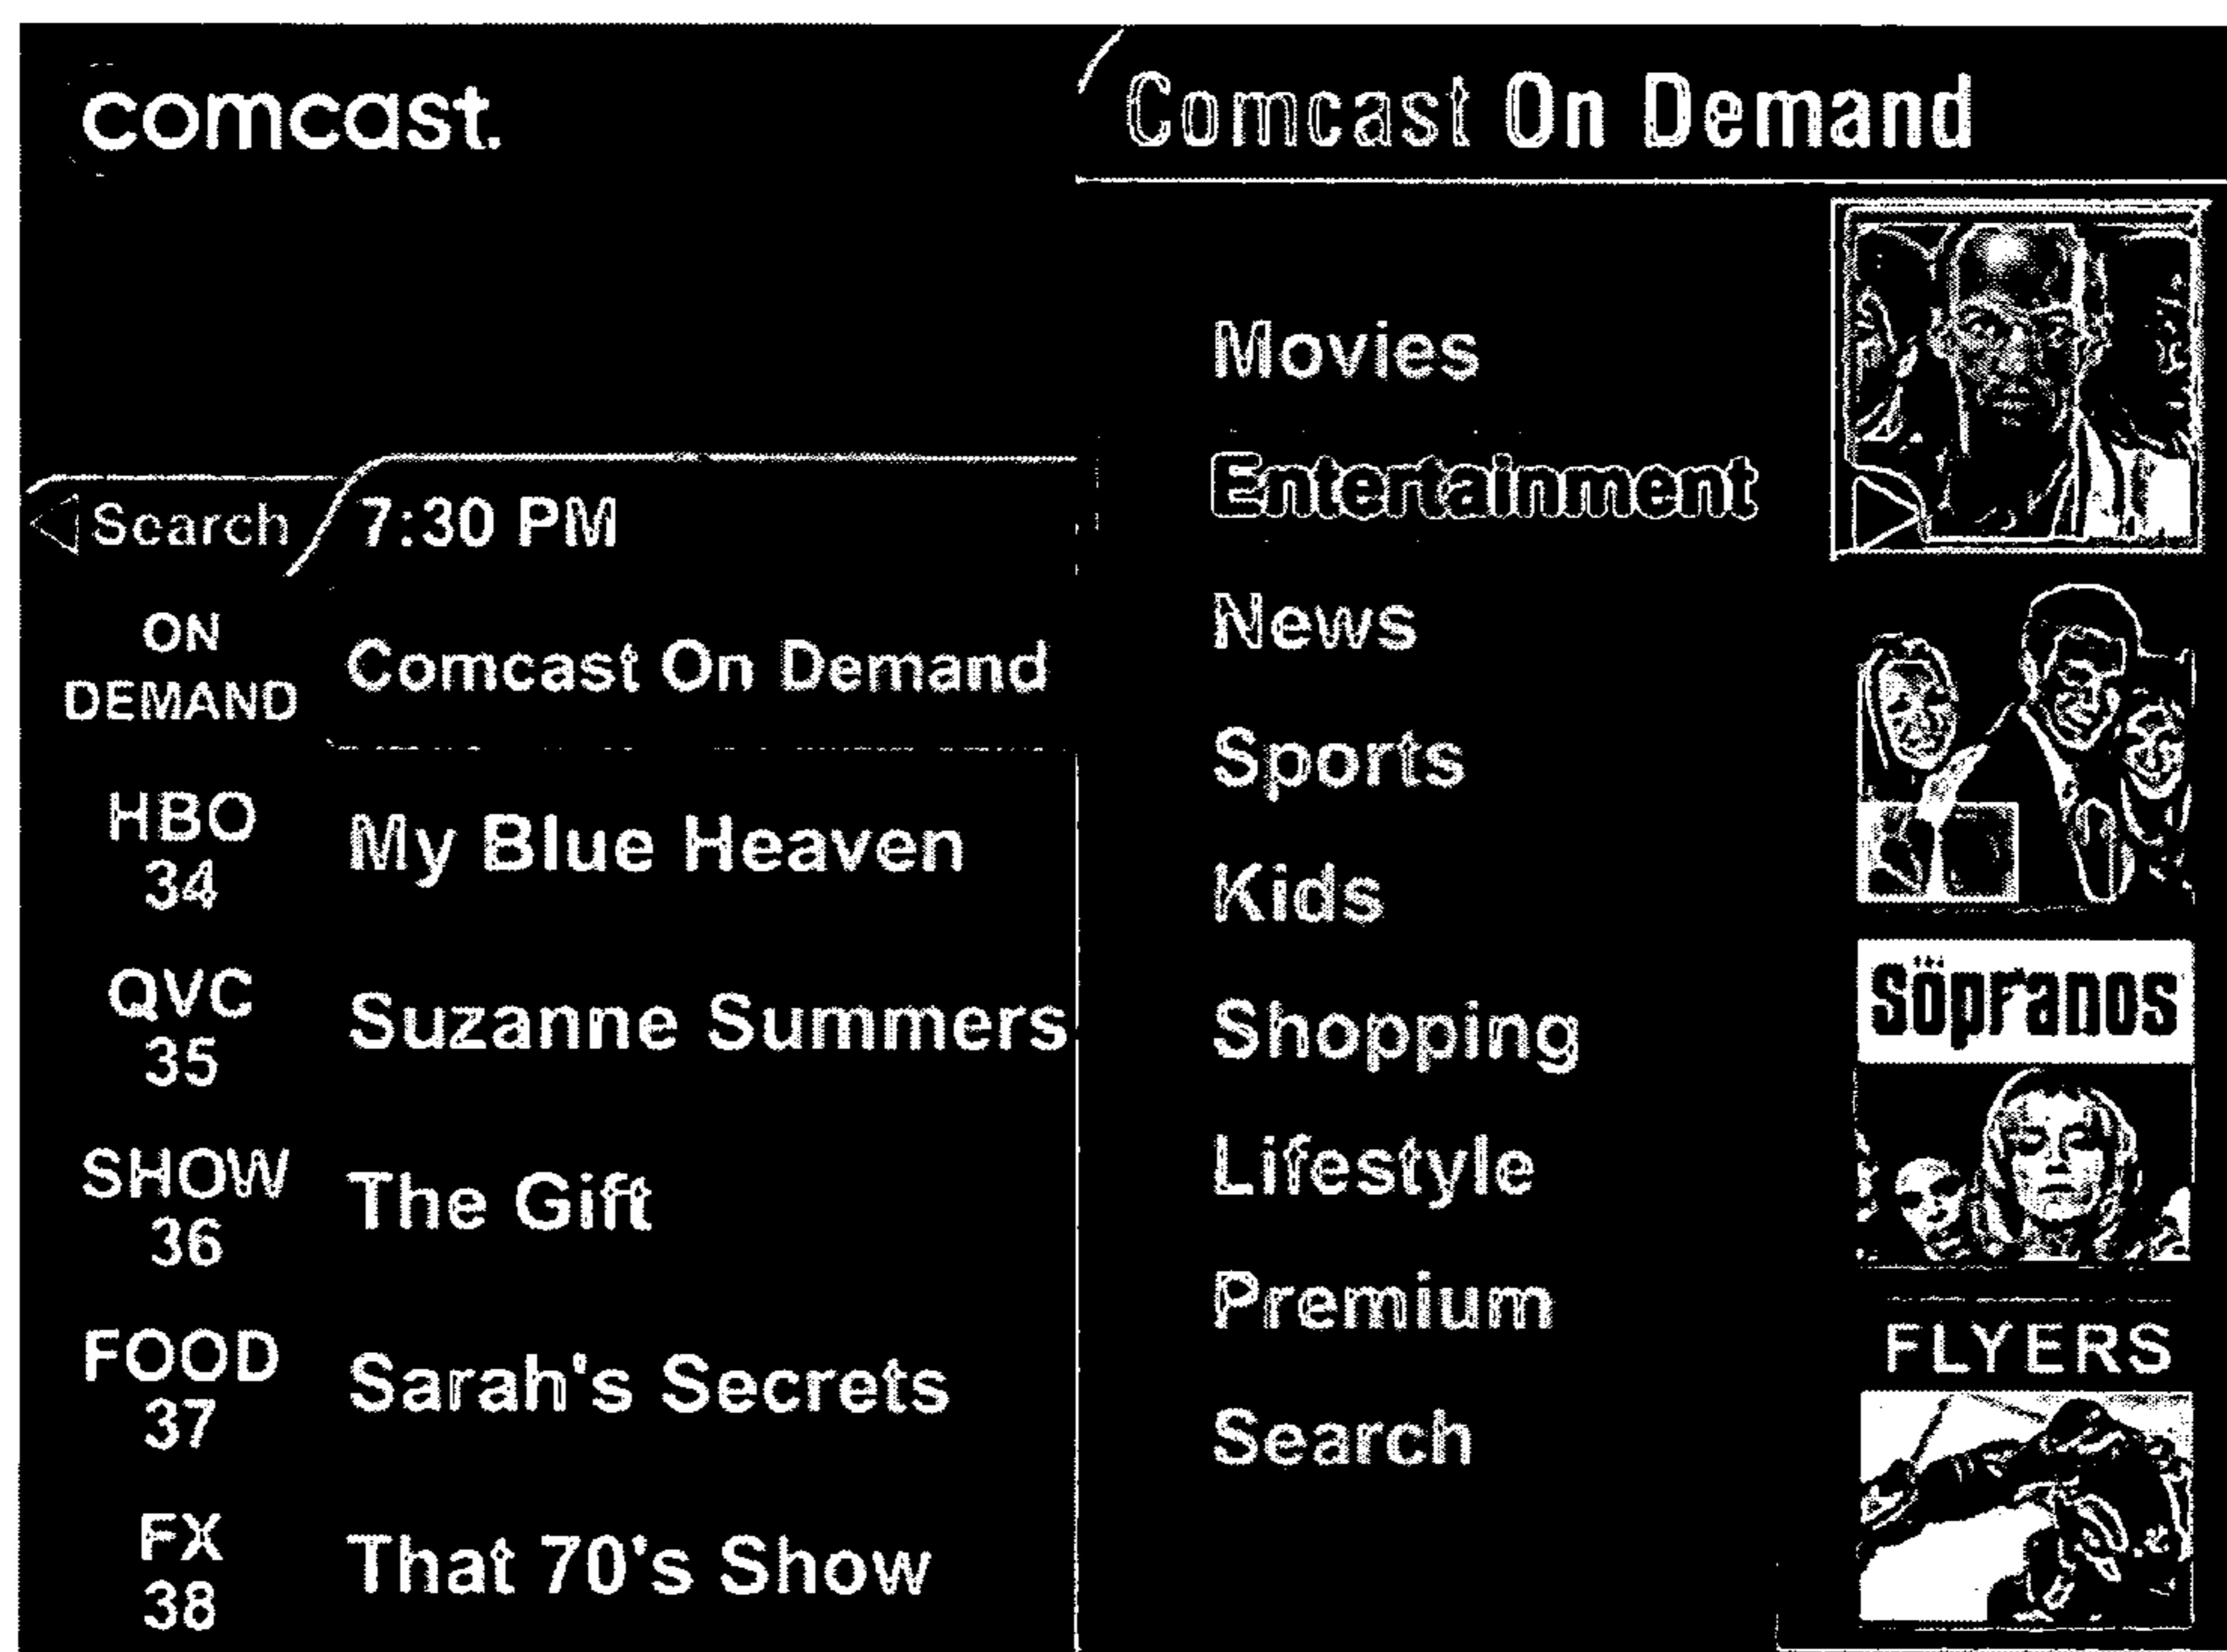 comcast.
Comcast On Demand
Search
7:30 PM
ON
DEMAND
Comcast On Demand
HBO
34
My Blue Heaven
QVC
35
Suzanne Summers
SHOW
36
The Gift
FOOD
37
Sarah's Secrets
FX
38
That 70's Show
Movies
Entertainment
News
Sports
Kids
Shopping
Lifestyle
Premium
Search
Sopranos
FLYERS